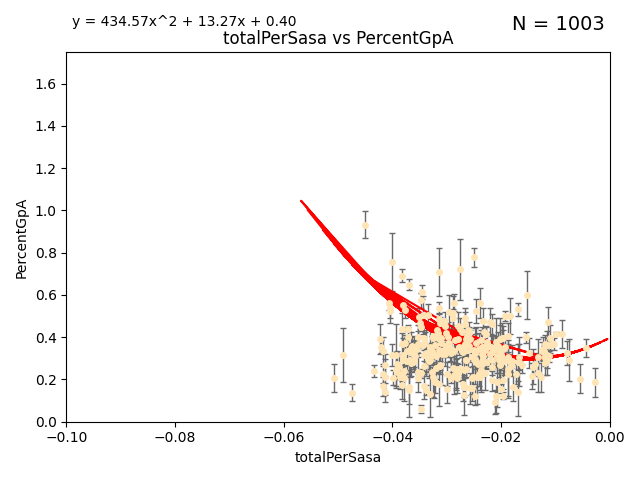 y = 434.57x^2 + 13.27x + 0.40
N = 1003
totalPerSasa vs PercentGpA
1.6
1.4
1.2
1.0
0.8
0.6
0.4
0.2
0.0
PercentGpA
−0.10 −0.08 −0.06 −0.04 −0.02 0.00
totalPerSasa